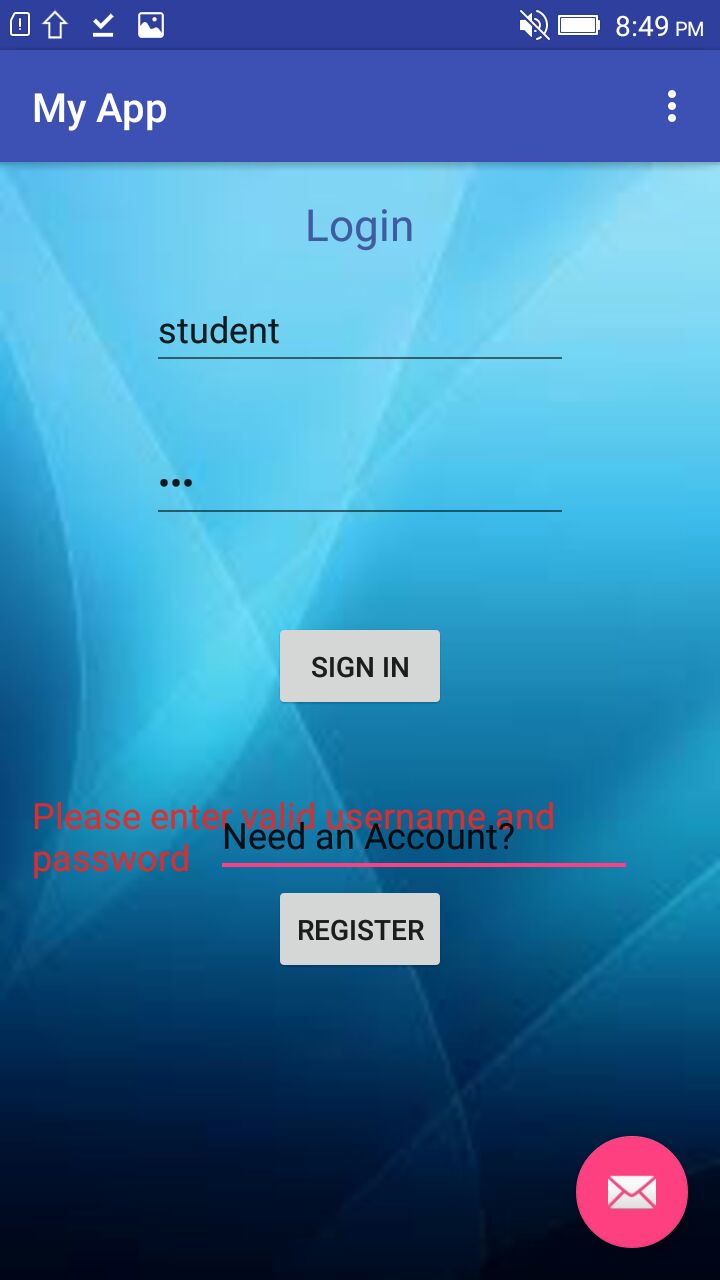 8:49 PM
My App
Login
student
•••
SIGN IN
Please enter valid username and
password
Need an Account?
REGISTER